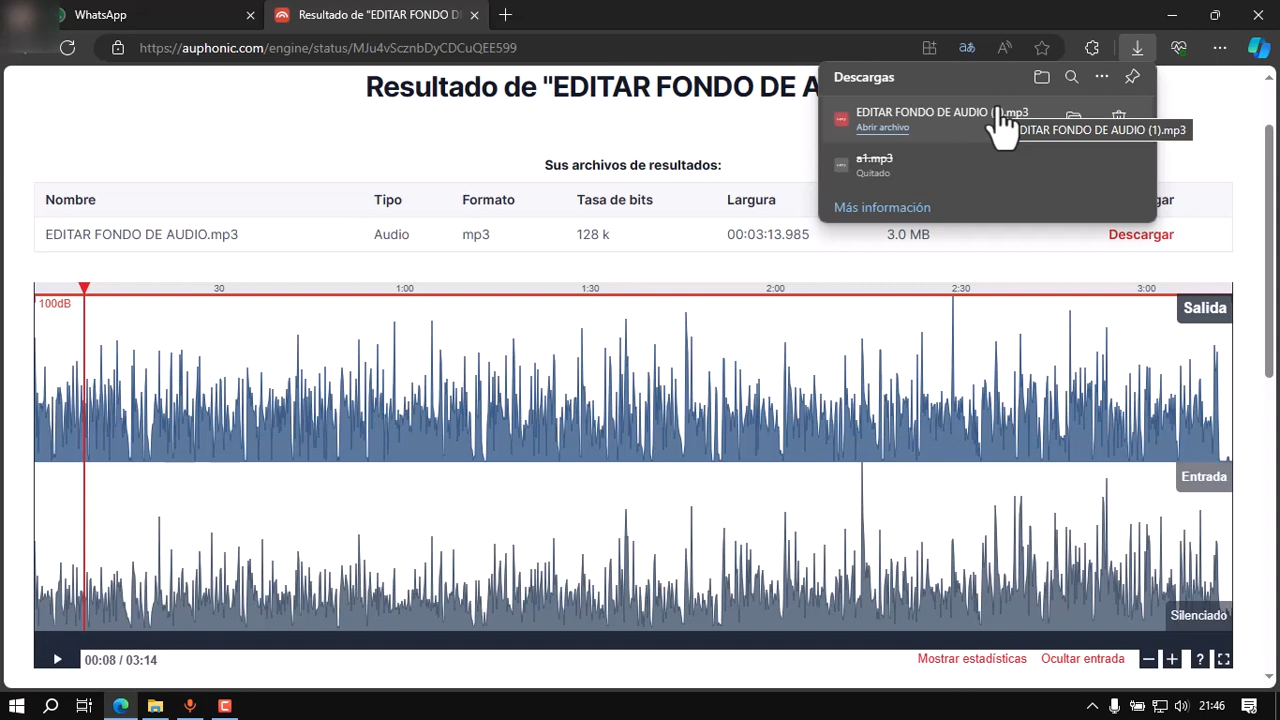 WhatsApp
Resultado de "EDITAR FONDO DE
https://auphonic.com/engine/status/MJu4vScznbDyCDCuQEE599
Resultado de "EDITAR FONDO DE A
Descargas
EDITAR FONDO DE AUDIO (1).mp3
Abrir archivo
DITAR FONDO DE AUDIO (1).mp3
a1.mp3
Quitado
Más información
Sus archivos de resultados:
Nombre Tipo Formato Tasa de bits Largura gar
EDITAR FONDO DE AUDIO.mp3 Audio mp3 128 k 00:03:13.985 3.0 MB Descargar
30 1:00 1:30 2:00 2:30 3:00
100dB
Salida
Entrada
Silenciado
00:08 / 03:14 Mostrar estadísticas Ocultar entrada
21:46